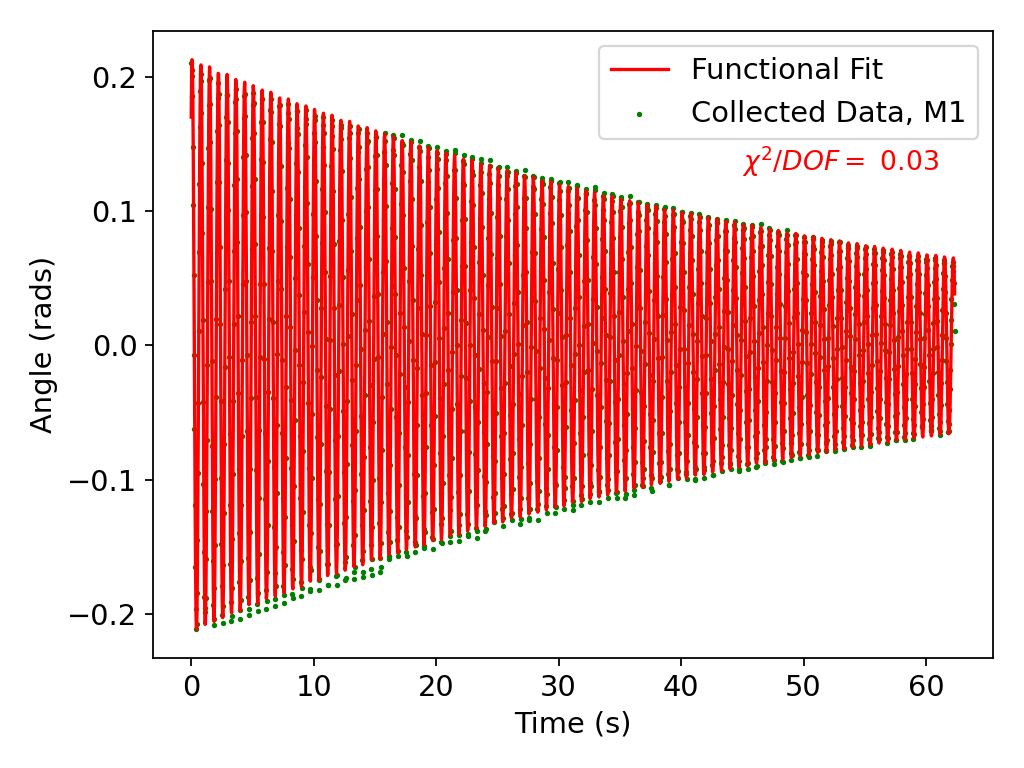 Functional Fit
Collected Data, M1
χ²/DOF = 0.03
0.2
0.1
0.0
−0.1
−0.2
Angle (rads)
0 10 20 30 40 50 60
Time (s)